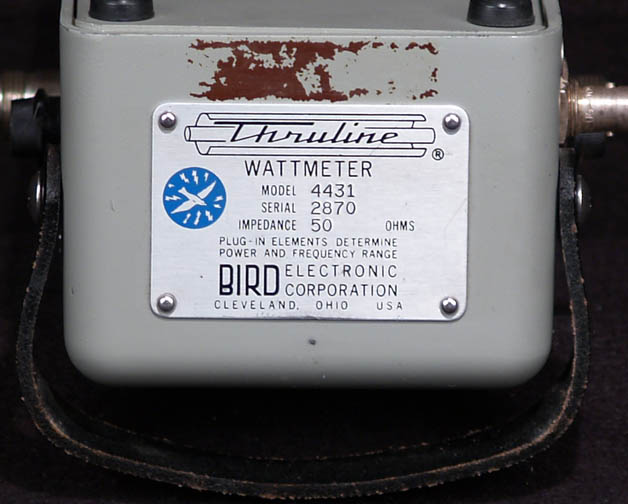 Thruline ®
WATTMETER
MODEL 4431
SERIAL 2870
IMPEDANCE 50 OHMS
PLUG-IN ELEMENTS DETERMINE
POWER AND FREQUENCY RANGE
BIRD ELECTRONIC
CORPORATION
CLEVELAND, OHIO USA